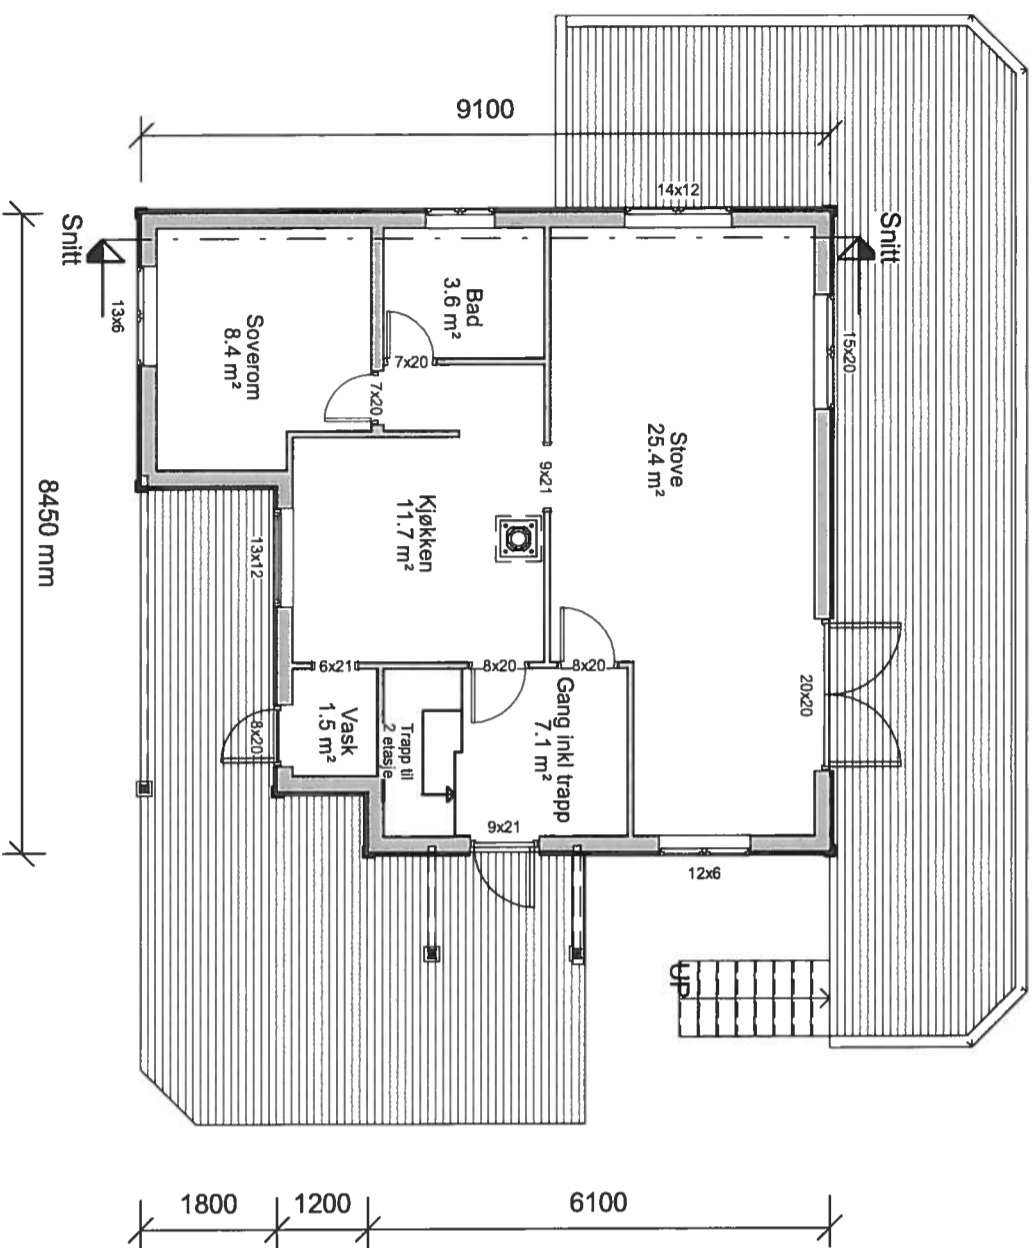 9100
14x12
Snitt
Snitt
13x6
15x20
Bad
3.6 m²
Soverom
8.4 m²
7x20
7x20
Stove
25.4 m²
9x21
Kjøkken
11.7 m²
8450 mm
13x12
6x21
8x20
8x20
Gang inkl trapp
7.1 m²
20x20
Vask
1.5 m²
8x20
Trapp til
2 etasje
9x21
12x6
UP
1800
1200
6100